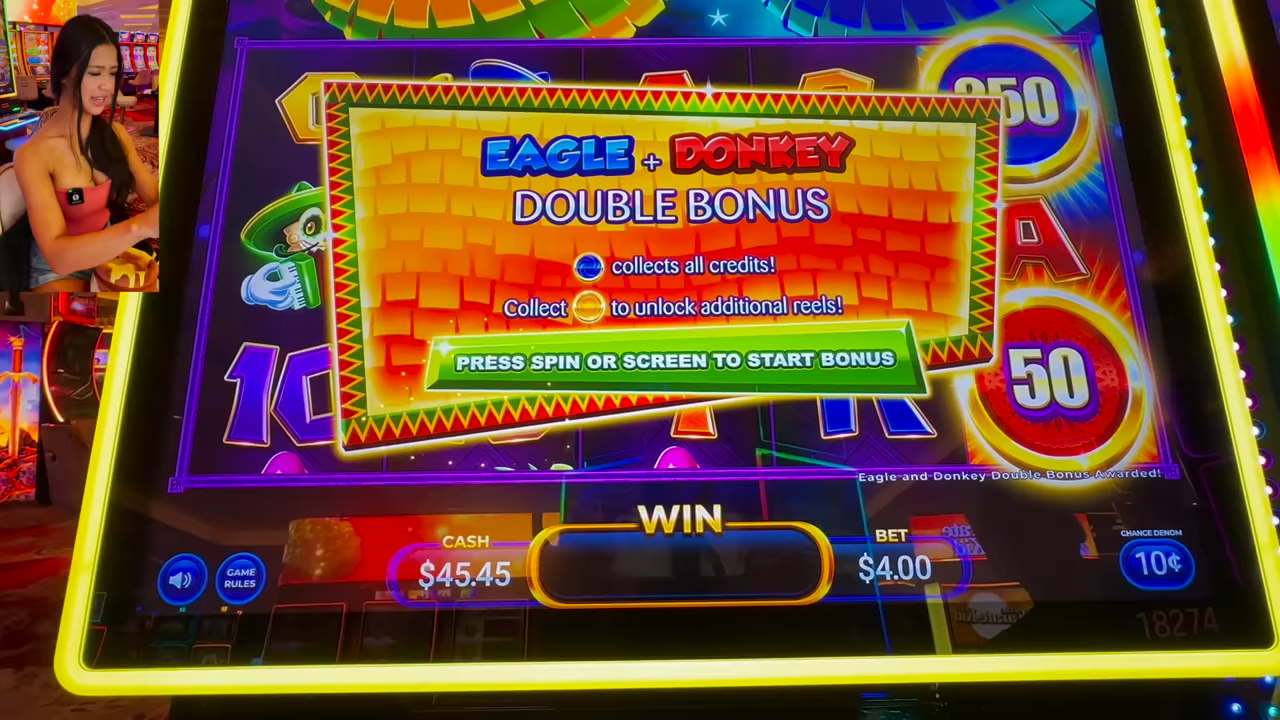 EAGLE + DONKEY
DOUBLE BONUS
collects all credits!
Collect to unlock additional reels!
PRESS SPIN OR SCREEN TO START BONUS
A
10
50
Eagle and Donkey Double Bonus Awarded!
WIN
CASH
$45.45
BET
$4.00
CHANGE DENOM
10¢
GAME
RULES
18274